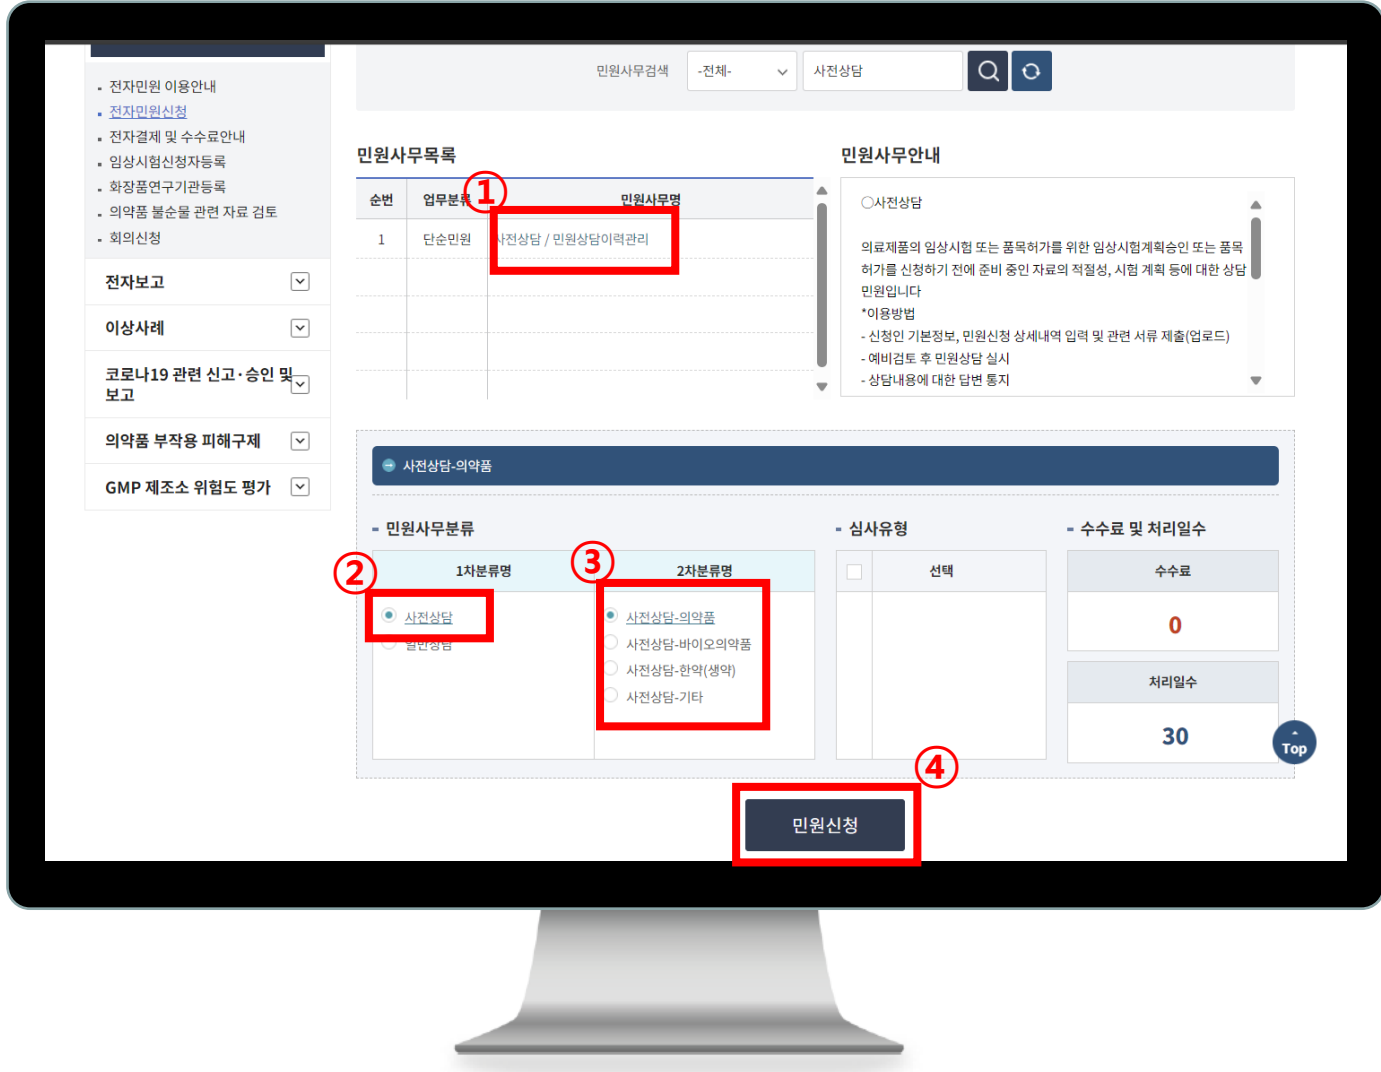 전자민원 이용안내
전자민원신청
전자결제 및 수수료안내
임상시험신청자등록
화장품연구기관등록
의약품 불순물 관련 자료 검토
회의신청
전자보고
이상사례
코로나19 관련 신고·승인 및
보고
의약품 부작용 피해구제
GMP 제조소 위험도 평가
민원사무검색 -전체- 사전상담
민원사무목록
①
순번 업무분류 민원사무명
1 단순민원 사전상담 / 민원상담이력관리
민원사무안내
○사전상담
의료제품의 임상시험 또는 품목허가를 위한 임상시험계획승인 또는 품목
허가를 신청하기 전에 준비 중인 자료의 적절성, 시험 계획 등에 대한 상담
민원입니다
*이용방법
- 신청인 기본정보, 민원신청 상세내역 입력 및 관련 서류 제출(업로드)
- 예비검토 후 민원상담 실시
- 상담내용에 대한 답변 통지
사전상담-의약품
민원사무분류
②
1차분류명
사전상담
일반상담
③
2차분류명
사전상담-의약품
사전상담-바이오의약품
사전상담-한약(생약)
사전상담-기타
심사유형
선택
수수료 및 처리일수
수수료
0
처리일수
30
Top
④
민원신청